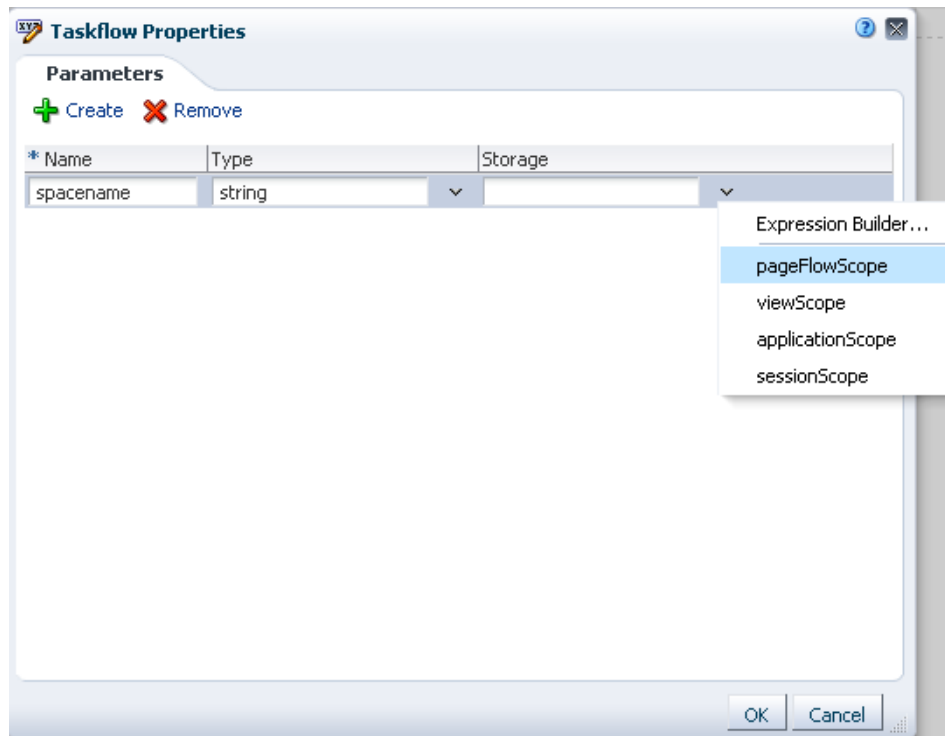 Taskflow Properties
Parameters
Create Remove
* Name Type Storage
spacename string
Expression Builder...
pageFlowScope
viewScope
applicationScope
sessionScope
OK Cancel